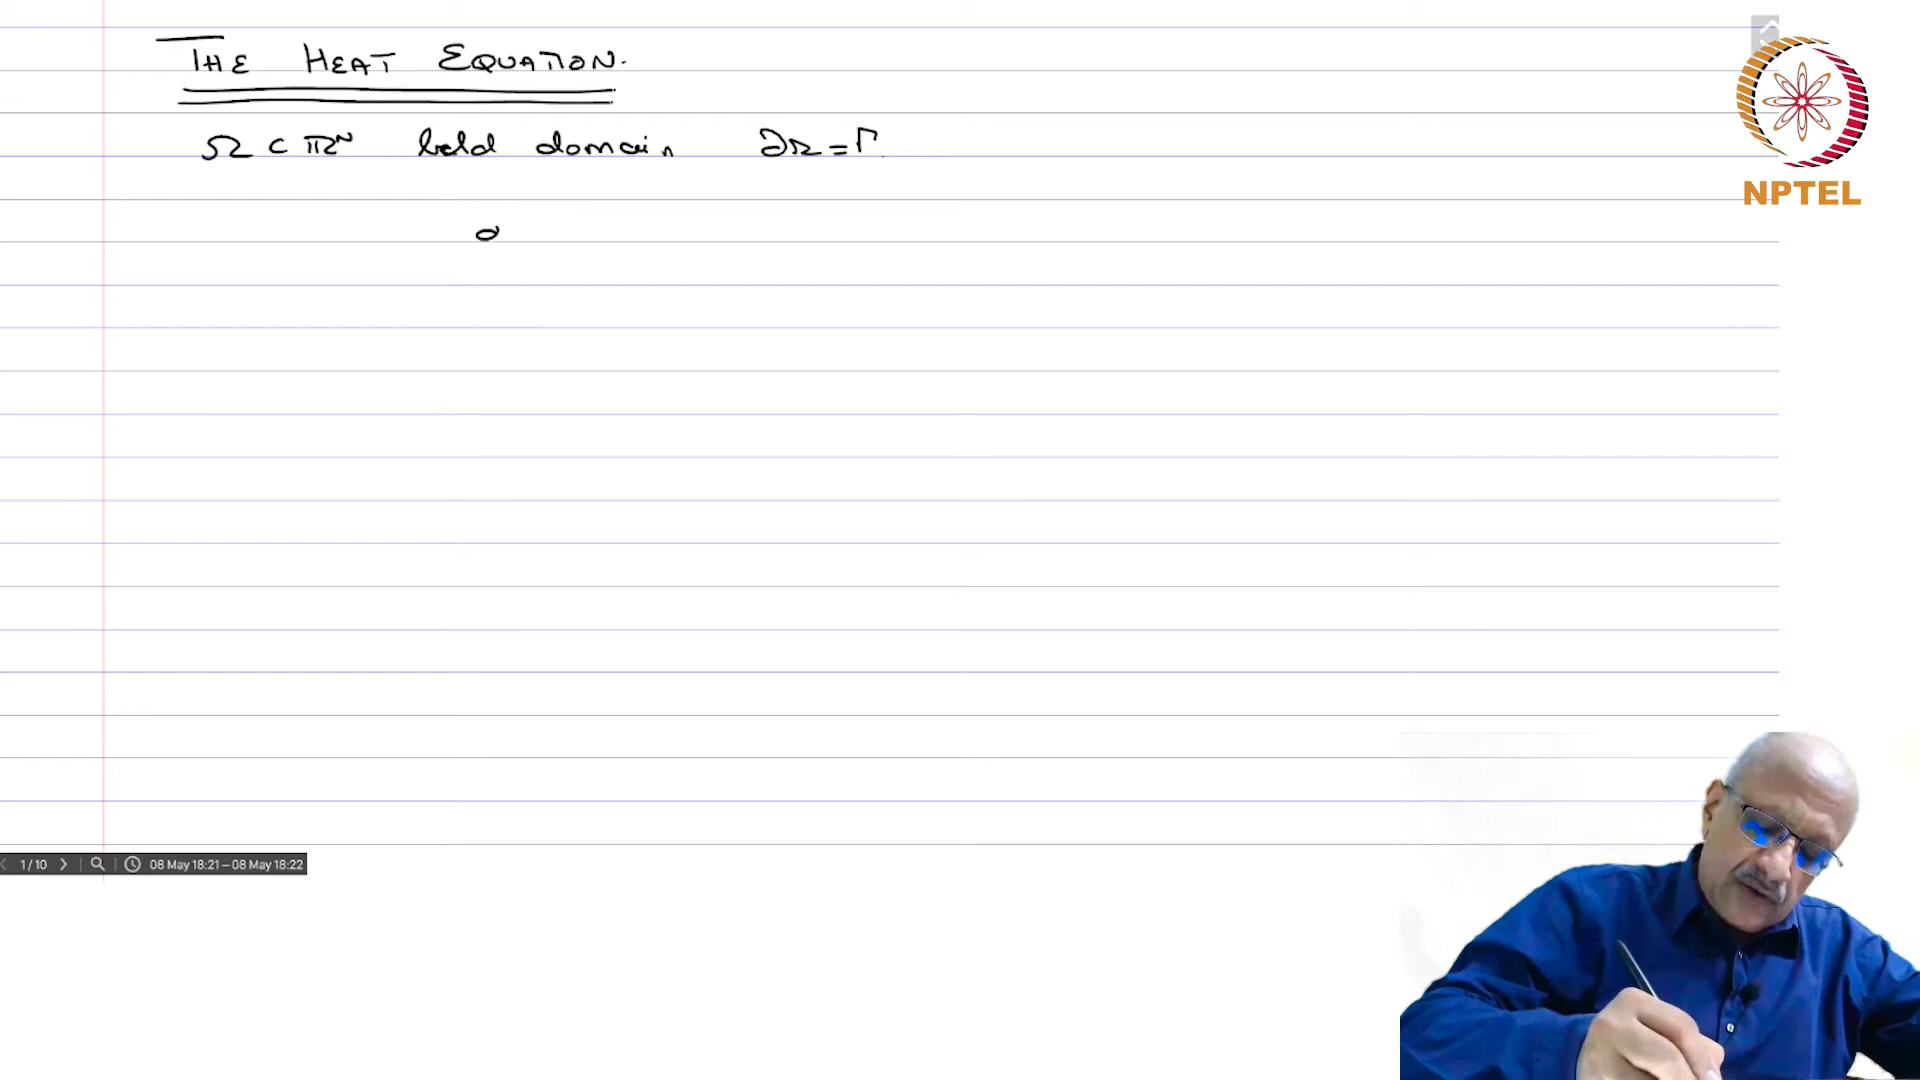 THE HEAT EQUATION.
Ω ⊂ ℝᴺ bdd domain ∂Ω = Γ.
∂
NPTEL
1/10 08 May 18:21 – 08 May 18:22